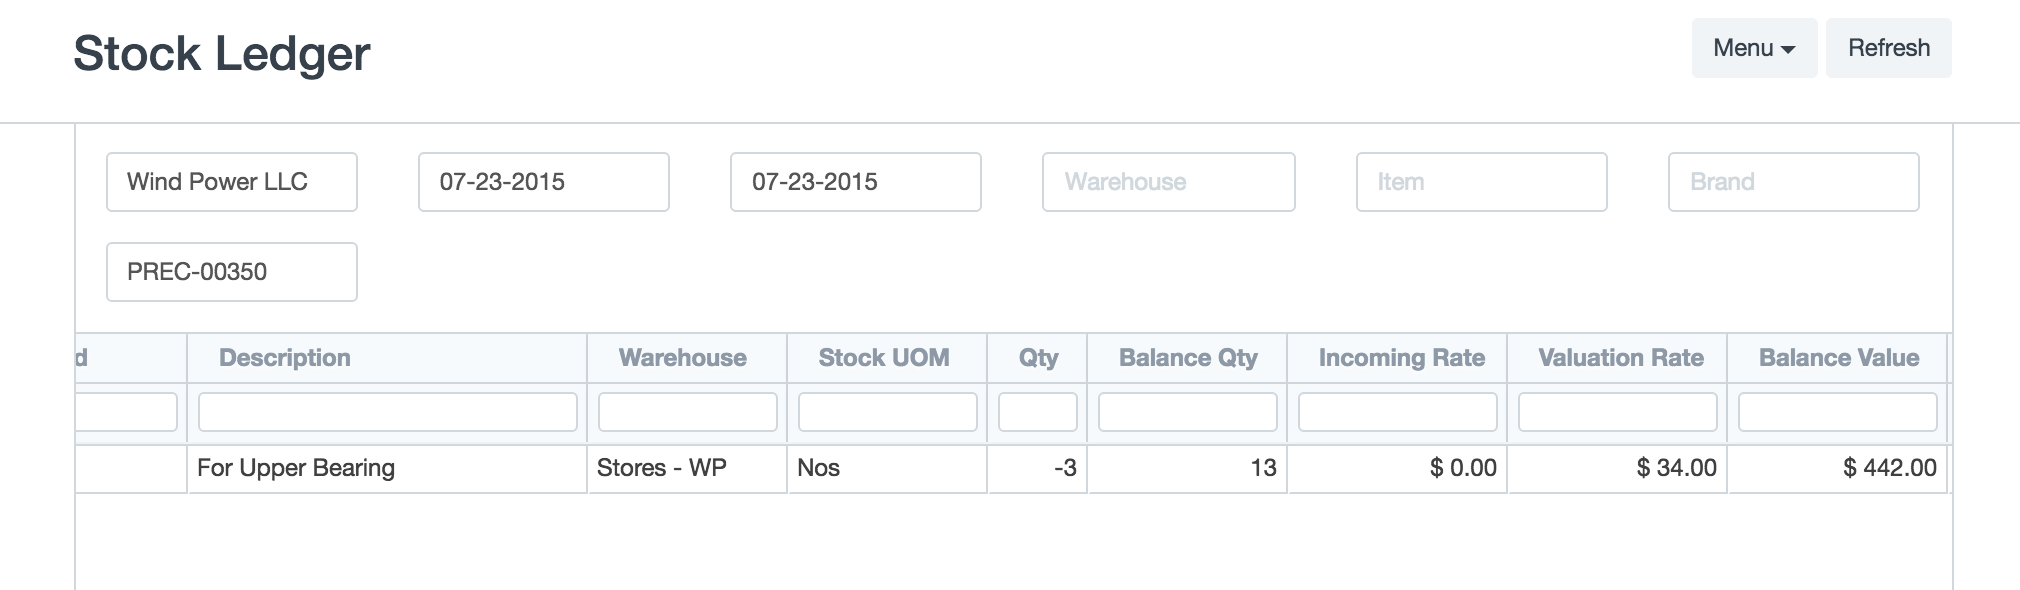 Stock Ledger
Menu Refresh
Wind Power LLC 07-23-2015 07-23-2015 Warehouse Item Brand
PREC-00350
d Description Warehouse Stock UOM Qty Balance Qty Incoming Rate Valuation Rate Balance Value
For Upper Bearing Stores - WP Nos -3 13 $ 0.00 $ 34.00 $ 442.00